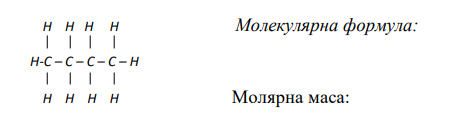 H H H H
| | | |
H-C – C – C – C – H
| | | |
H H H H
Молекулярна формула:
Молярна маса: